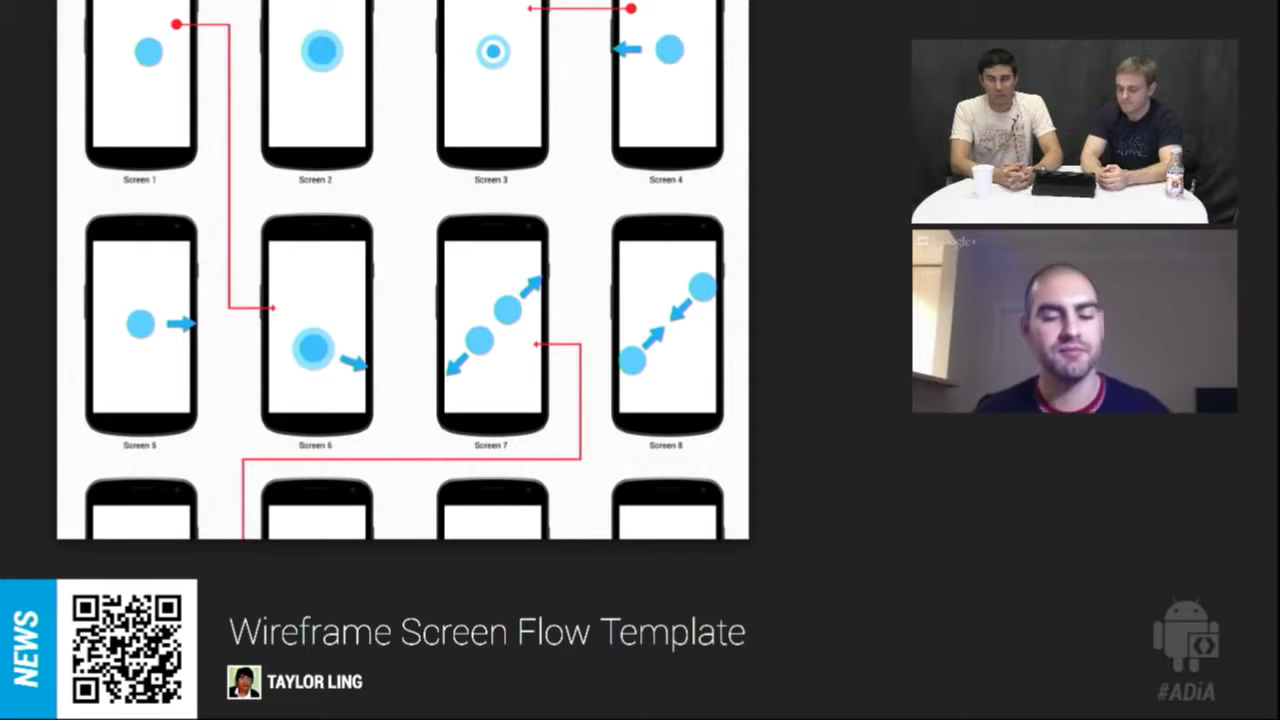 Screen 1
Screen 2
Screen 3
Screen 4
Google+
Screen 5
Screen 6
Screen 7
Screen 8
NEWS
Wireframe Screen Flow Template
TAYLOR LING
#ADiA